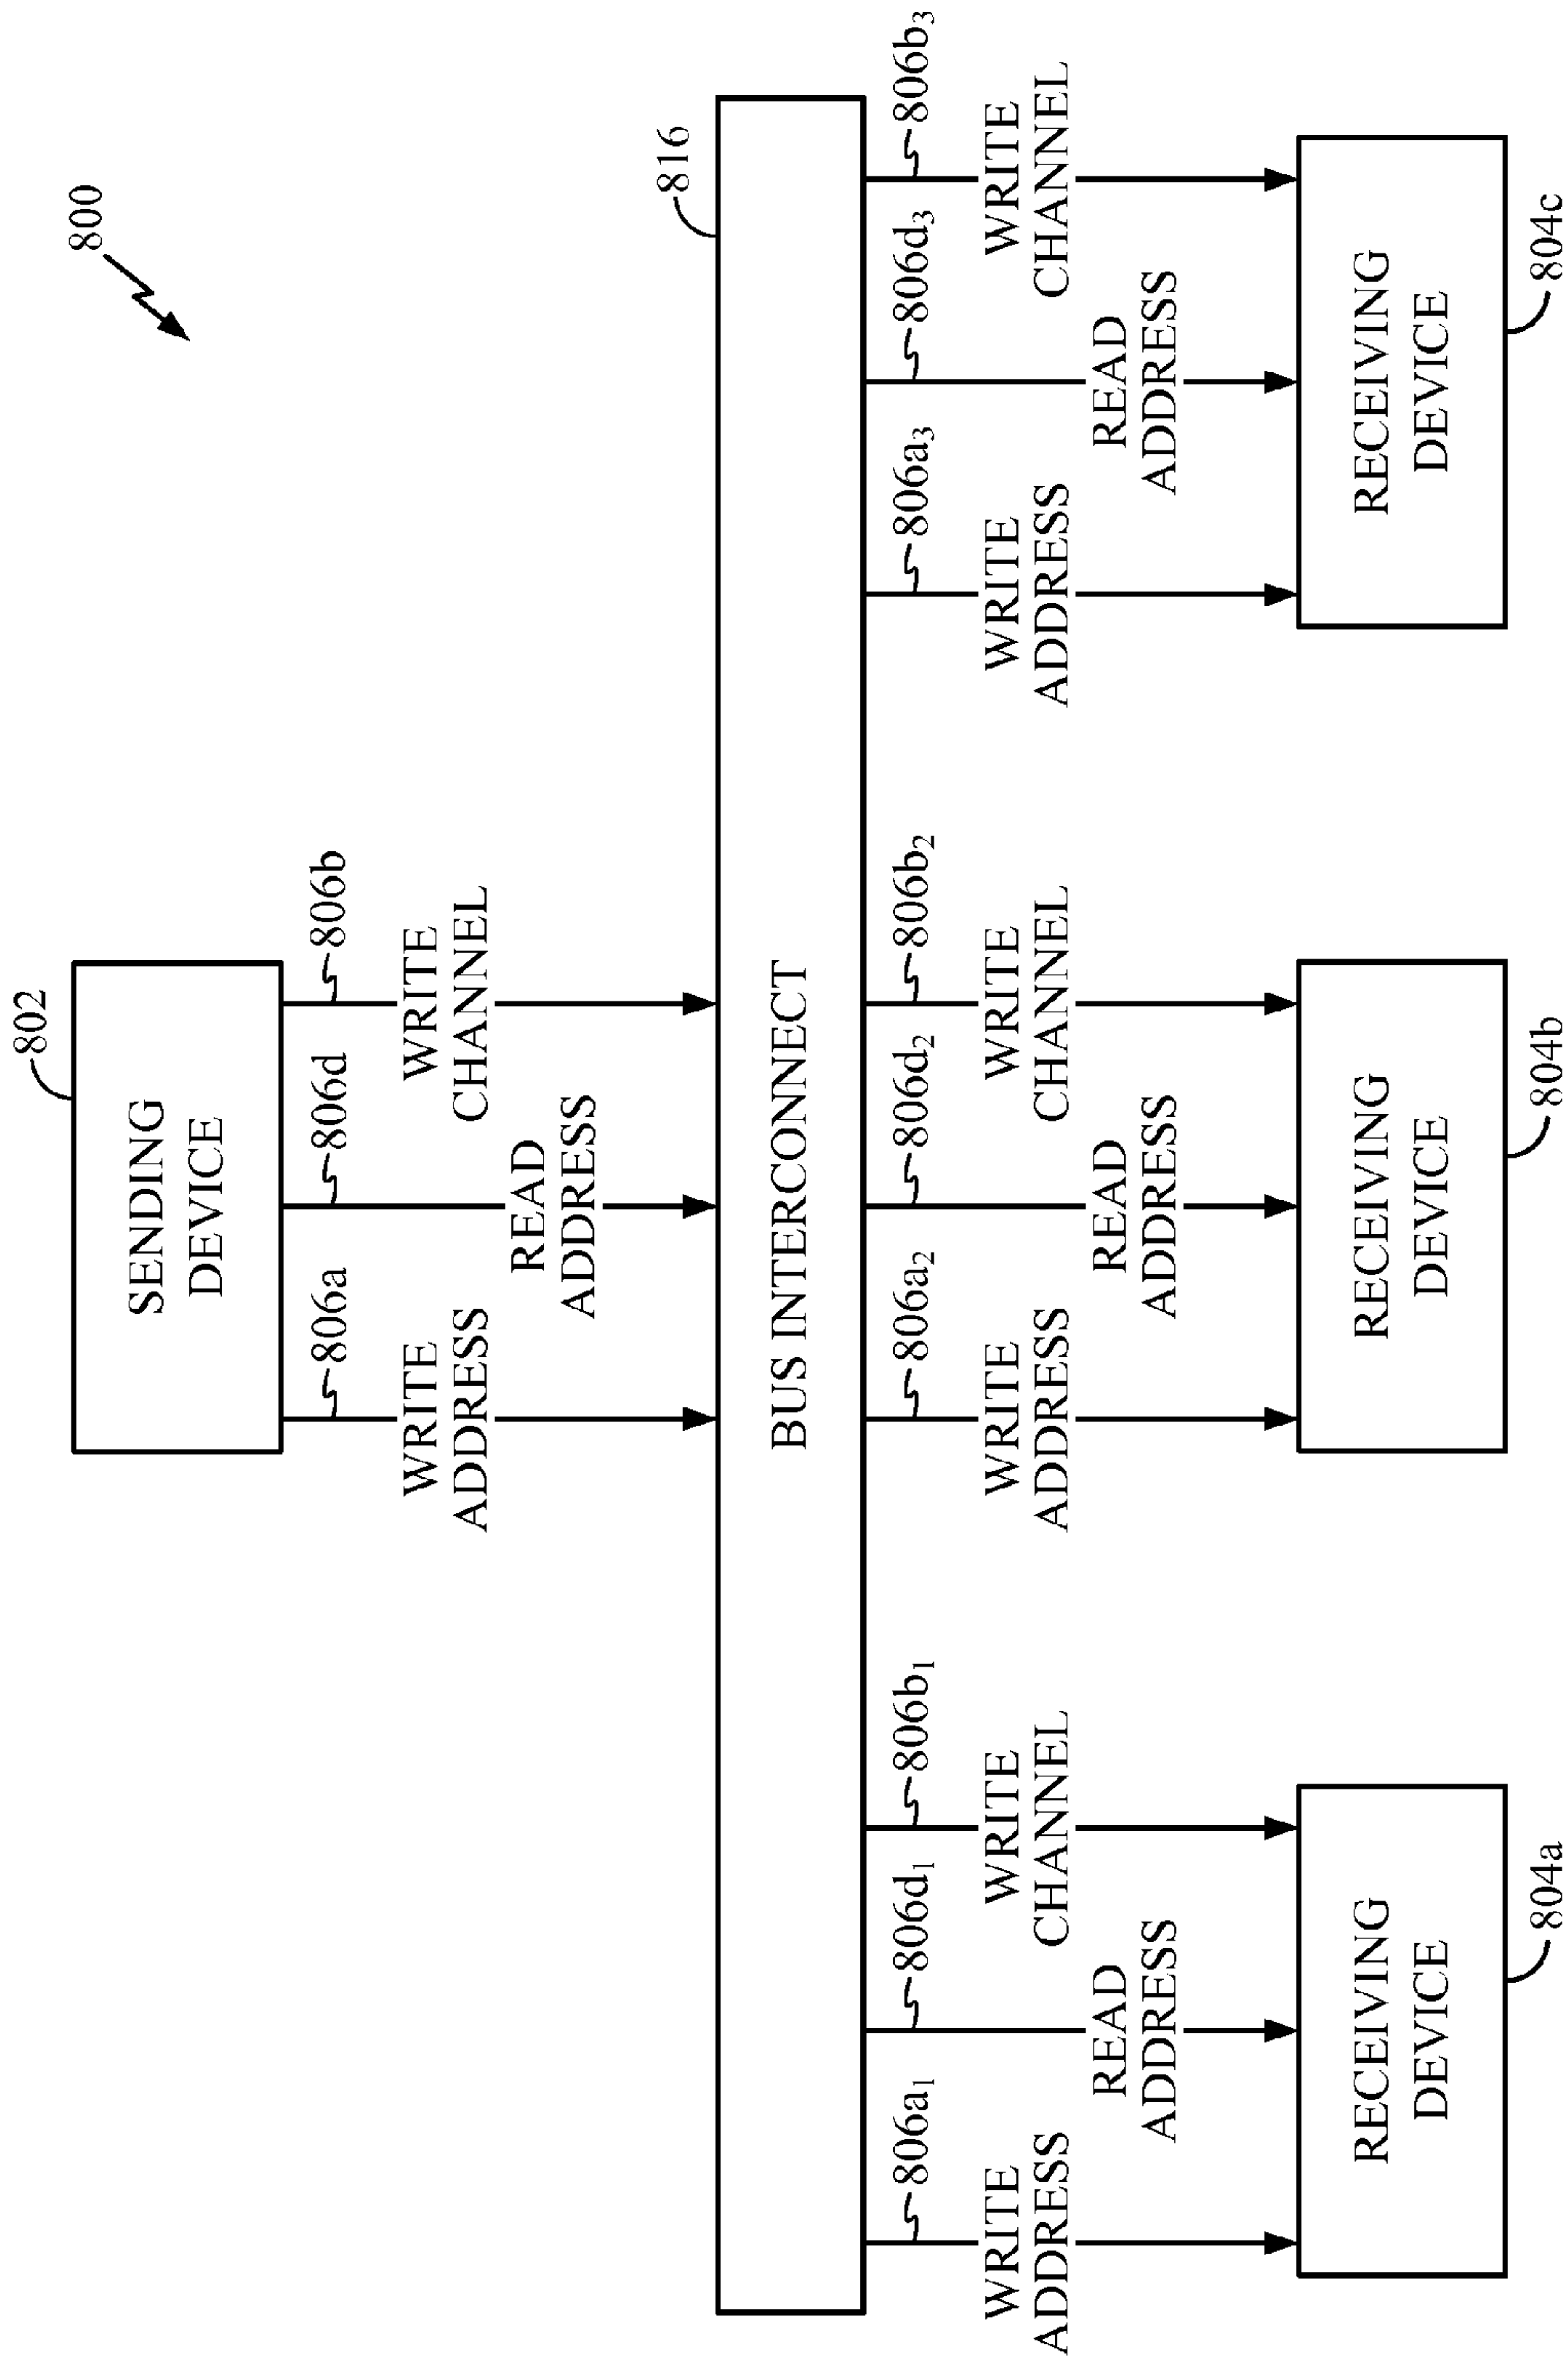 800
802
SENDING
DEVICE
806a
806d
806b
WRITE
ADDRESS
READ
ADDRESS
WRITE
CHANNEL
816
BUS INTERCONNECT
806a₁
806d₁
806b₁
WRITE
ADDRESS
READ
ADDRESS
WRITE
CHANNEL
806a₂
806d₂
806b₂
WRITE
ADDRESS
READ
ADDRESS
WRITE
CHANNEL
806a₃
806d₃
806b₃
WRITE
ADDRESS
READ
ADDRESS
WRITE
CHANNEL
RECEIVING
DEVICE
804a
RECEIVING
DEVICE
804b
RECEIVING
DEVICE
804c